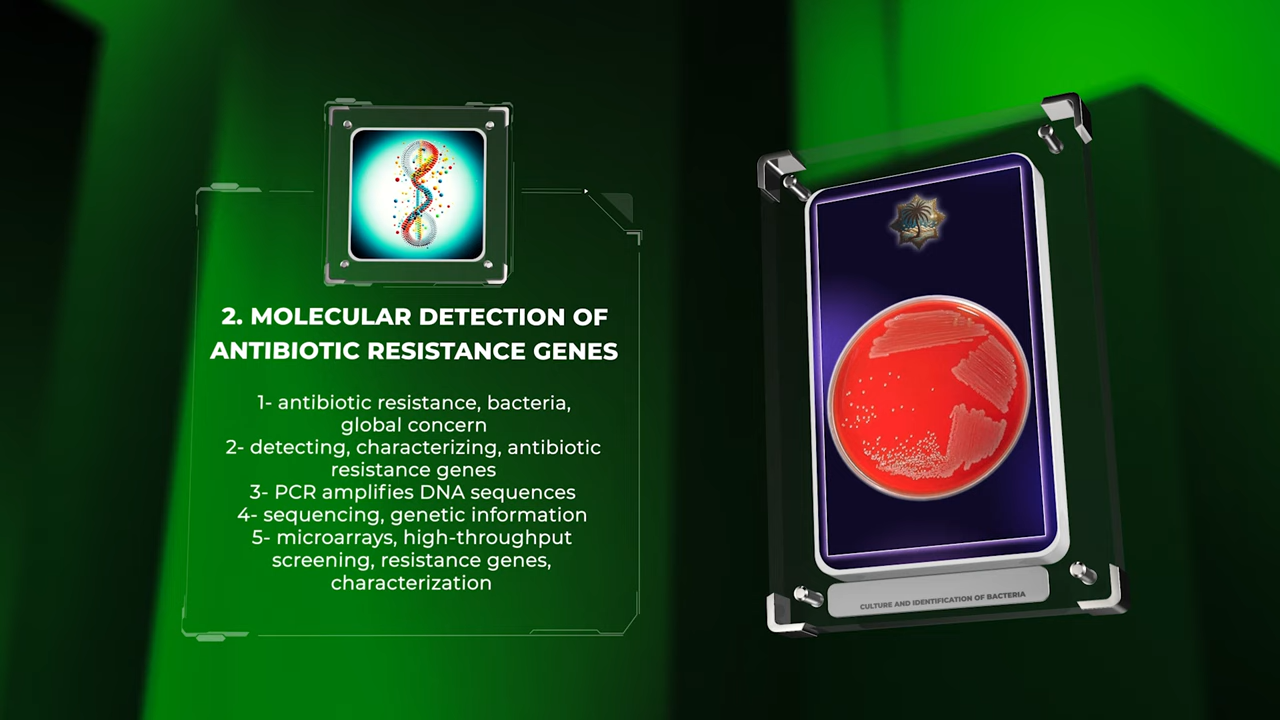 2. MOLECULAR DETECTION OF
ANTIBIOTIC RESISTANCE GENES
1- antibiotic resistance, bacteria,
global concern
2- detecting, characterizing, antibiotic
resistance genes
3- PCR amplifies DNA sequences
4- sequencing, genetic information
5- microarrays, high-throughput
screening, resistance genes,
characterization
CULTURE AND IDENTIFICATION OF BACTERIA